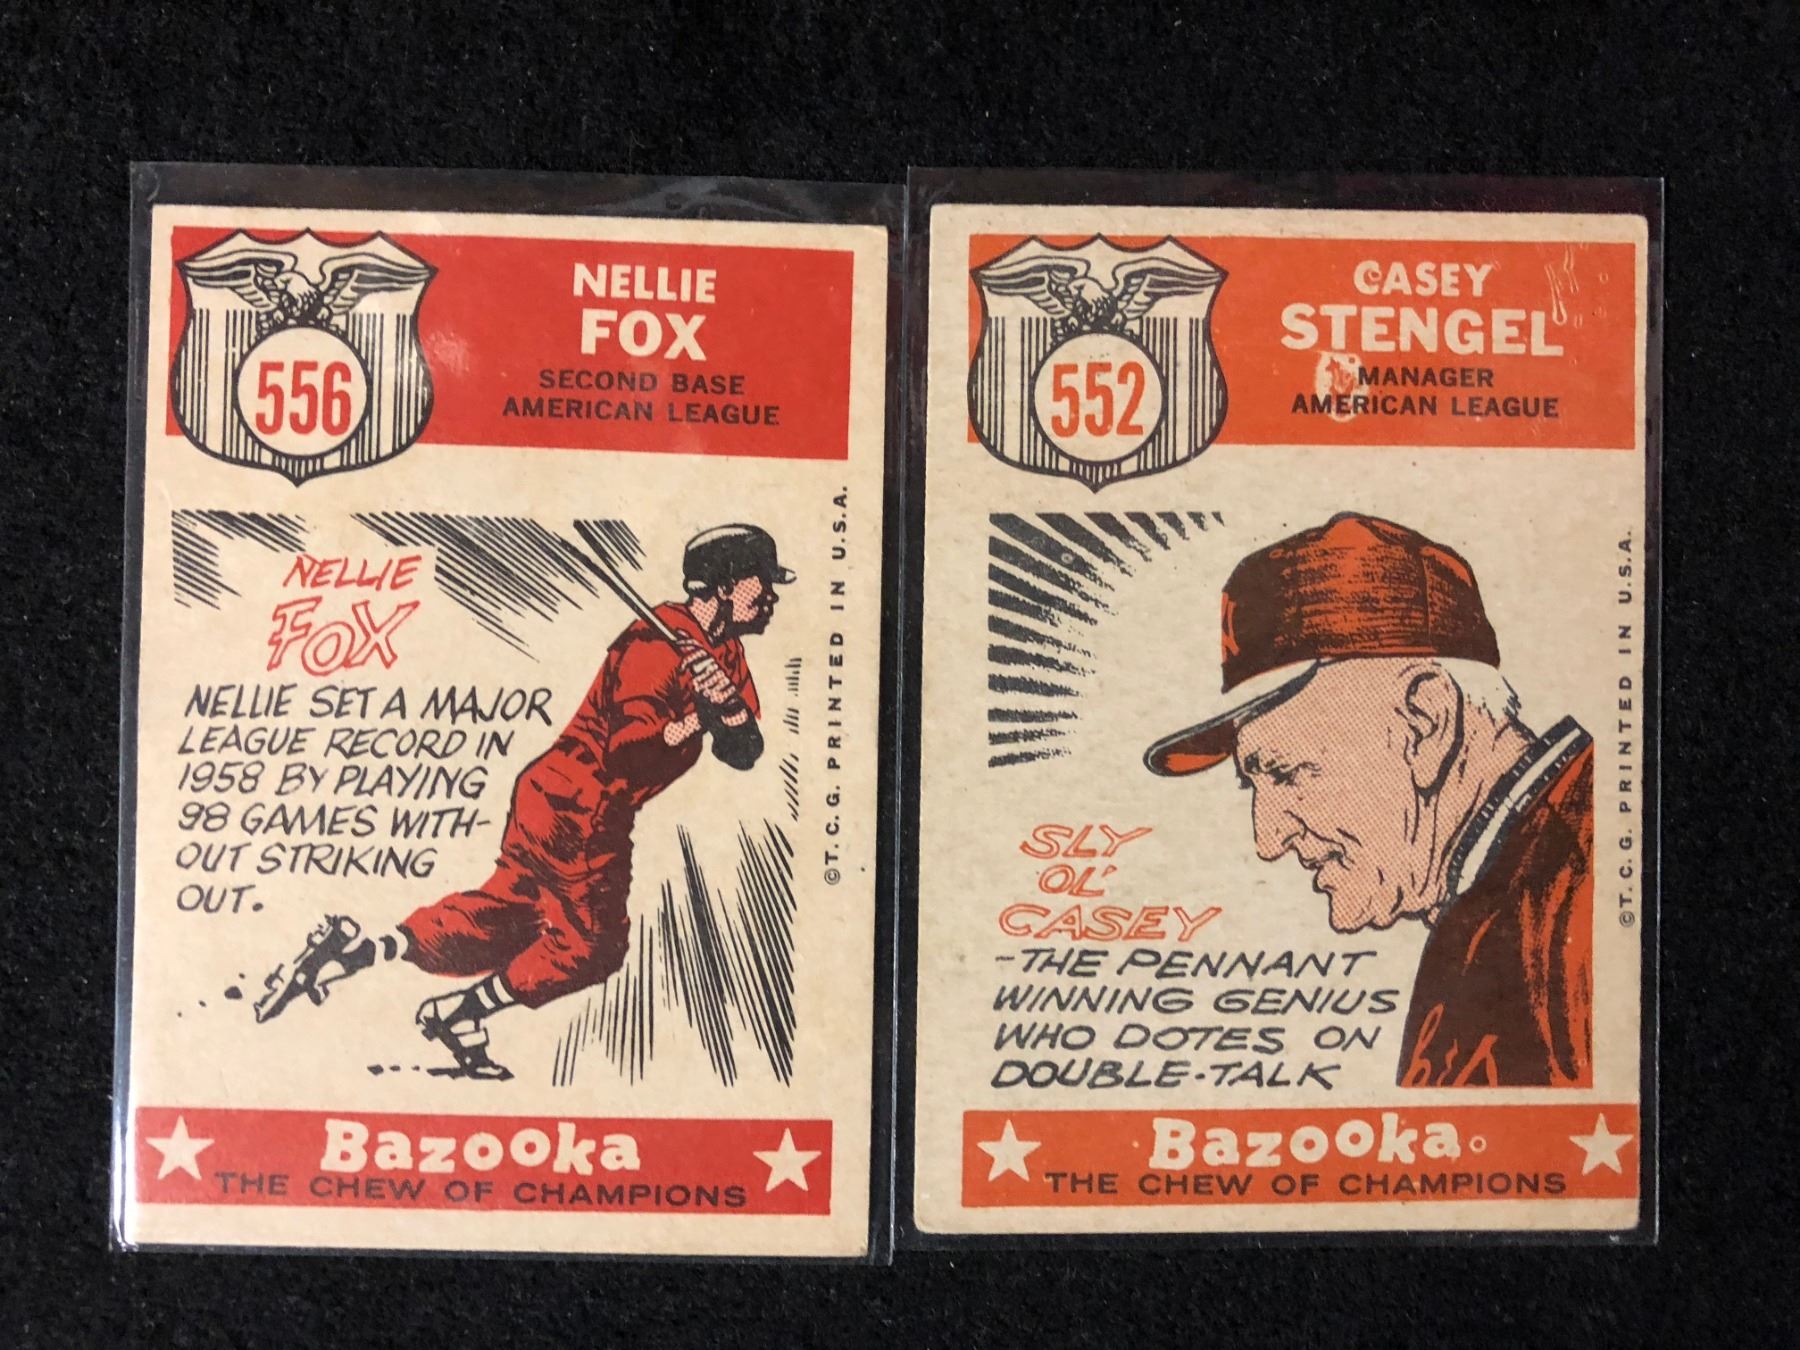 556
NELLIE
FOX
SECOND BASE
AMERICAN LEAGUE
NELLIE
FOX
NELLIE SET A MAJOR
LEAGUE RECORD IN
1958 BY PLAYING
98 GAMES WITH-
OUT STRIKING
OUT.
©T.C.G. PRINTED IN U.S.A.
Bazooka
THE CHEW OF CHAMPIONS
552
CASEY
STENGEL
MANAGER
AMERICAN LEAGUE
SLY
OL'
CASEY
-THE PENNANT
WINNING GENIUS
WHO DOTES ON
DOUBLE-TALK
©T.C.G. PRINTED IN U.S.A.
Bazooka
THE CHEW OF CHAMPIONS